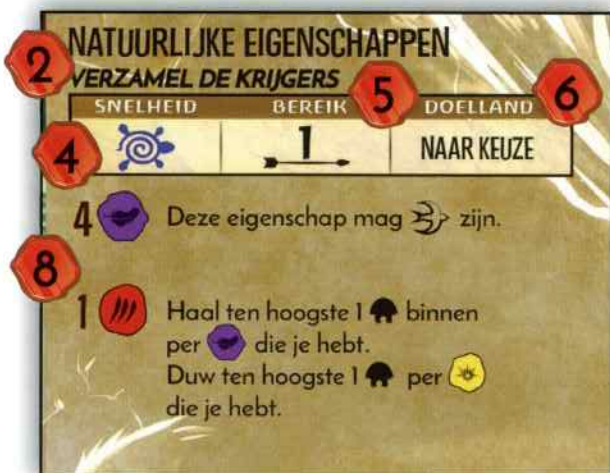 NATUURLIJKE EIGENSCHAPPEN
2
VERZAMEL DE KRIJGERS
SNELHEID BEREIK 5 DOELLAND 6
4 1 NAAR KEUZE
4 Deze eigenschap mag zijn.
8
1 Haal ten hoogste 1 binnen
per die je hebt.
Duw ten hoogste 1 per
die je hebt.